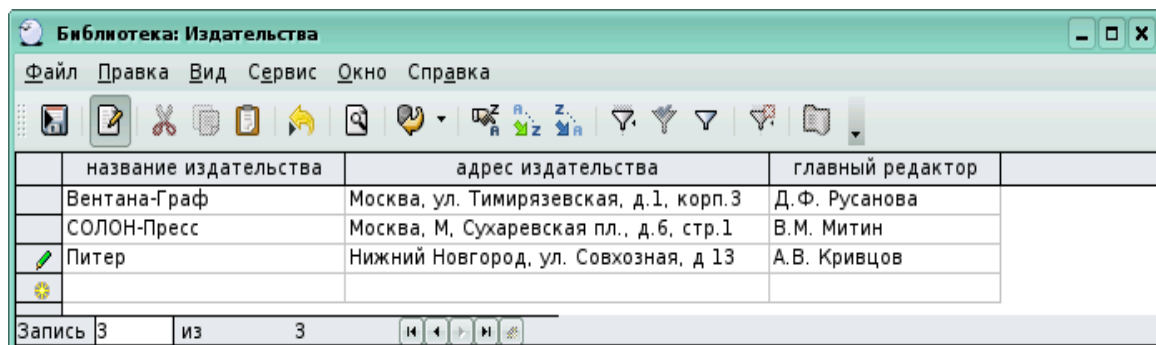 Библиотека: Издательства
Файл Правка Вид Сервис Окно Справка
название издательства адрес издательства главный редактор
Вентана-Граф Москва, ул. Тимирязевская, д.1, корп.3 Д.Ф. Русанова
СОЛОН-Пресс Москва, М, Сухаревская пл., д.6, стр.1 В.М. Митин
Питер Нижний Новгород, ул. Совхозная, д 13 А.В. Кривцов
Запись 3 из 3